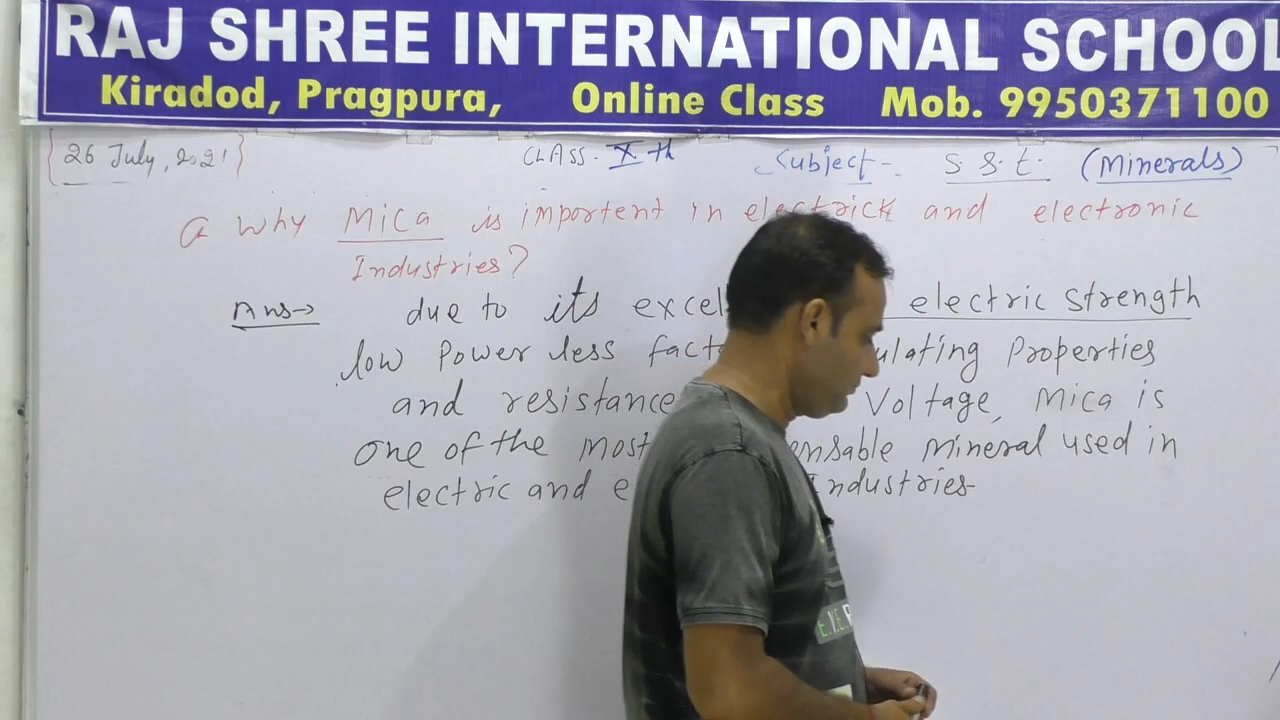 RAJ SHREE INTERNATIONAL SCHOOL
Kiradod, Pragpura, Online Class Mob. 9950371100
26 July, 2021 CLASS- X th Subject- S. S. t. (Minerals)
Q Why Mica is importent in electrick and electronic
Industries?
Ans→ due to its excel electric strength
low power less facto ulating Properties
and resistance Voltage, Mica is
one of the most ensable mineral used in
electric and e Industries